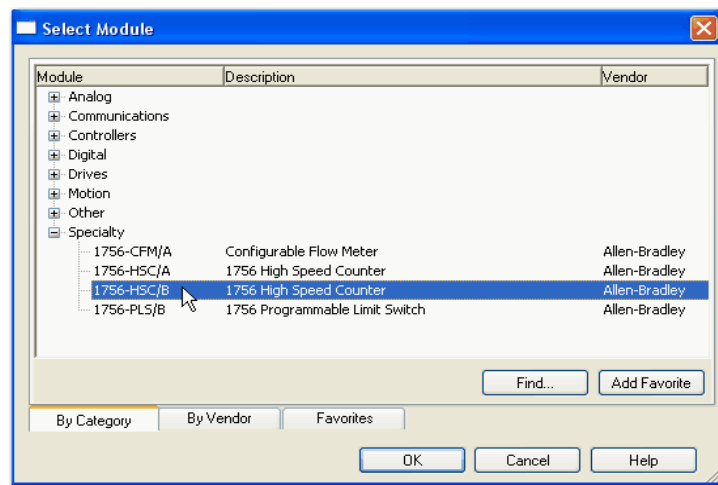 Select Module
Module Description Vendor
Analog
Communications
Controllers
Digital
Drives
Motion
Other
Specialty
1756-CFM/A Configurable Flow Meter Allen-Bradley
1756-HSC/A 1756 High Speed Counter Allen-Bradley
1756-HSC/B 1756 High Speed Counter Allen-Bradley
1756-PLS/B 1756 Programmable Limit Switch Allen-Bradley
Find... Add Favorite
By Category By Vendor Favorites
OK Cancel Help